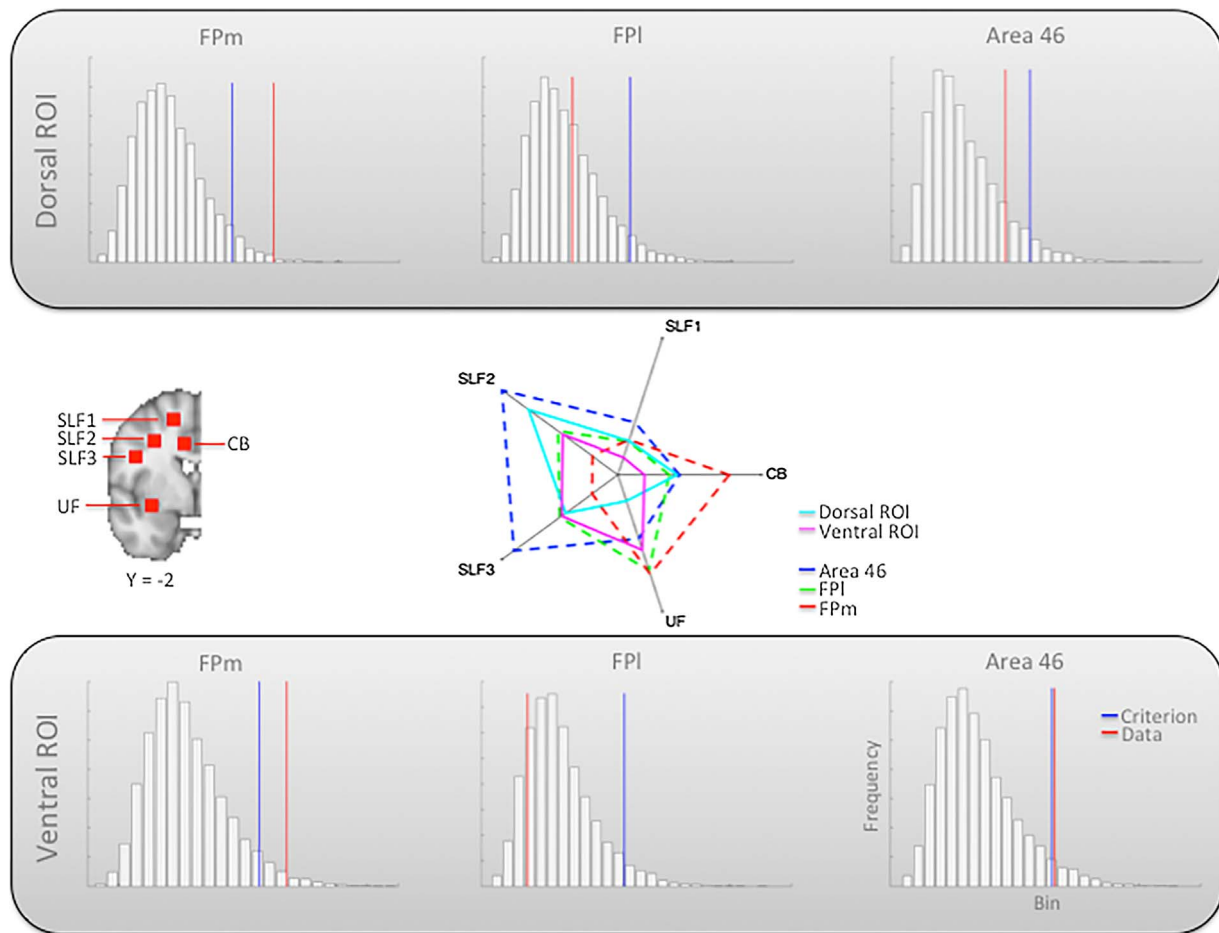 FPm
FPl
Area 46
Dorsal ROI
SLF1
SLF2
SLF3
UF
CB
Y = -2
SLF1
SLF2
CB
SLF3
UF
Dorsal ROI
Ventral ROI
Area 46
FPl
FPm
FPm
FPl
Area 46
Ventral ROI
Criterion
Data
Frequency
Bin